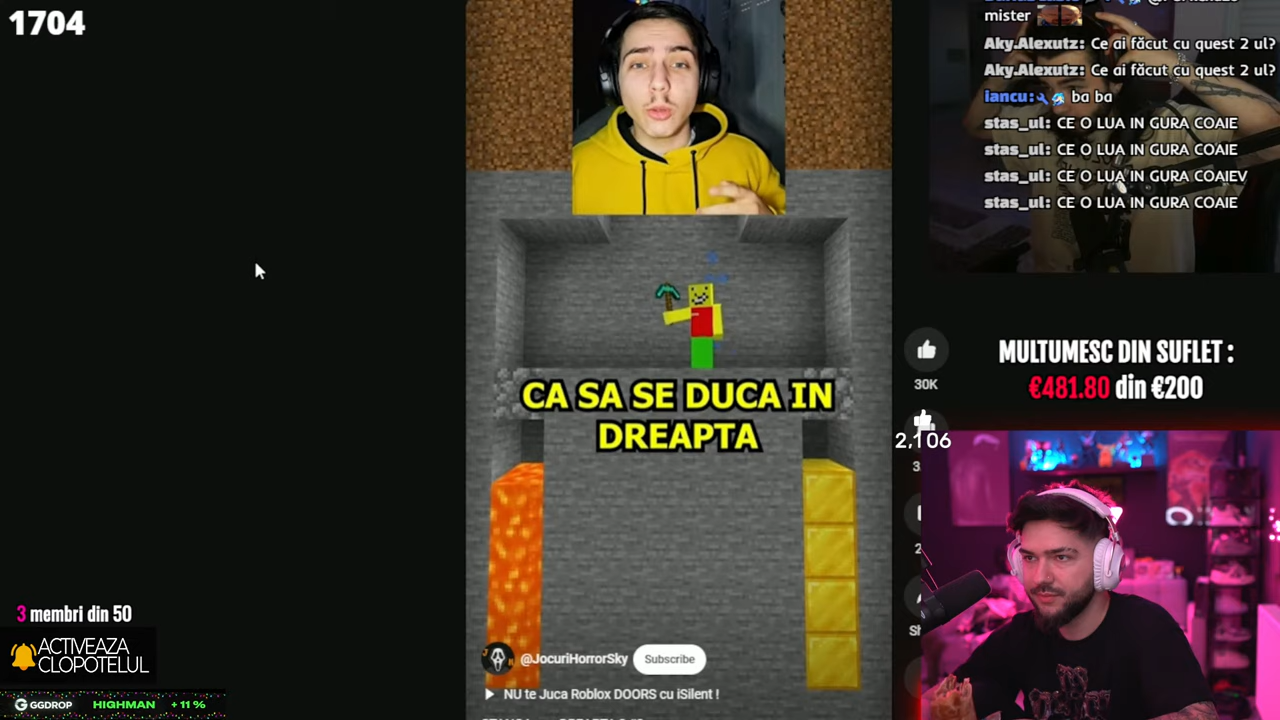 1704
mister
Aky.Alexutz: Ce ai făcut cu quest 2 ul?
Aky.Alexutz: Ce ai făcut cu quest 2 ul?
iancu: ba ba
stas_ul: CE O LUA IN GURA COAIE
stas_ul: CE O LUA IN GURA COAIE
stas_ul: CE O LUA IN GURA COAIEV
stas_ul: CE O LUA IN GURA COAIE
CA SA SE DUCA IN
DREAPTA
30K
MULTUMESC DIN SUFLET :
€481.80 din €200
2,106
3 membri din 50
ACTIVEAZA
CLOPOTELUL
GGDROP HIGHMAN +11 %
@JocuriHorrorSky Subscribe
NU te Juca Roblox DOORS cu iSilent !